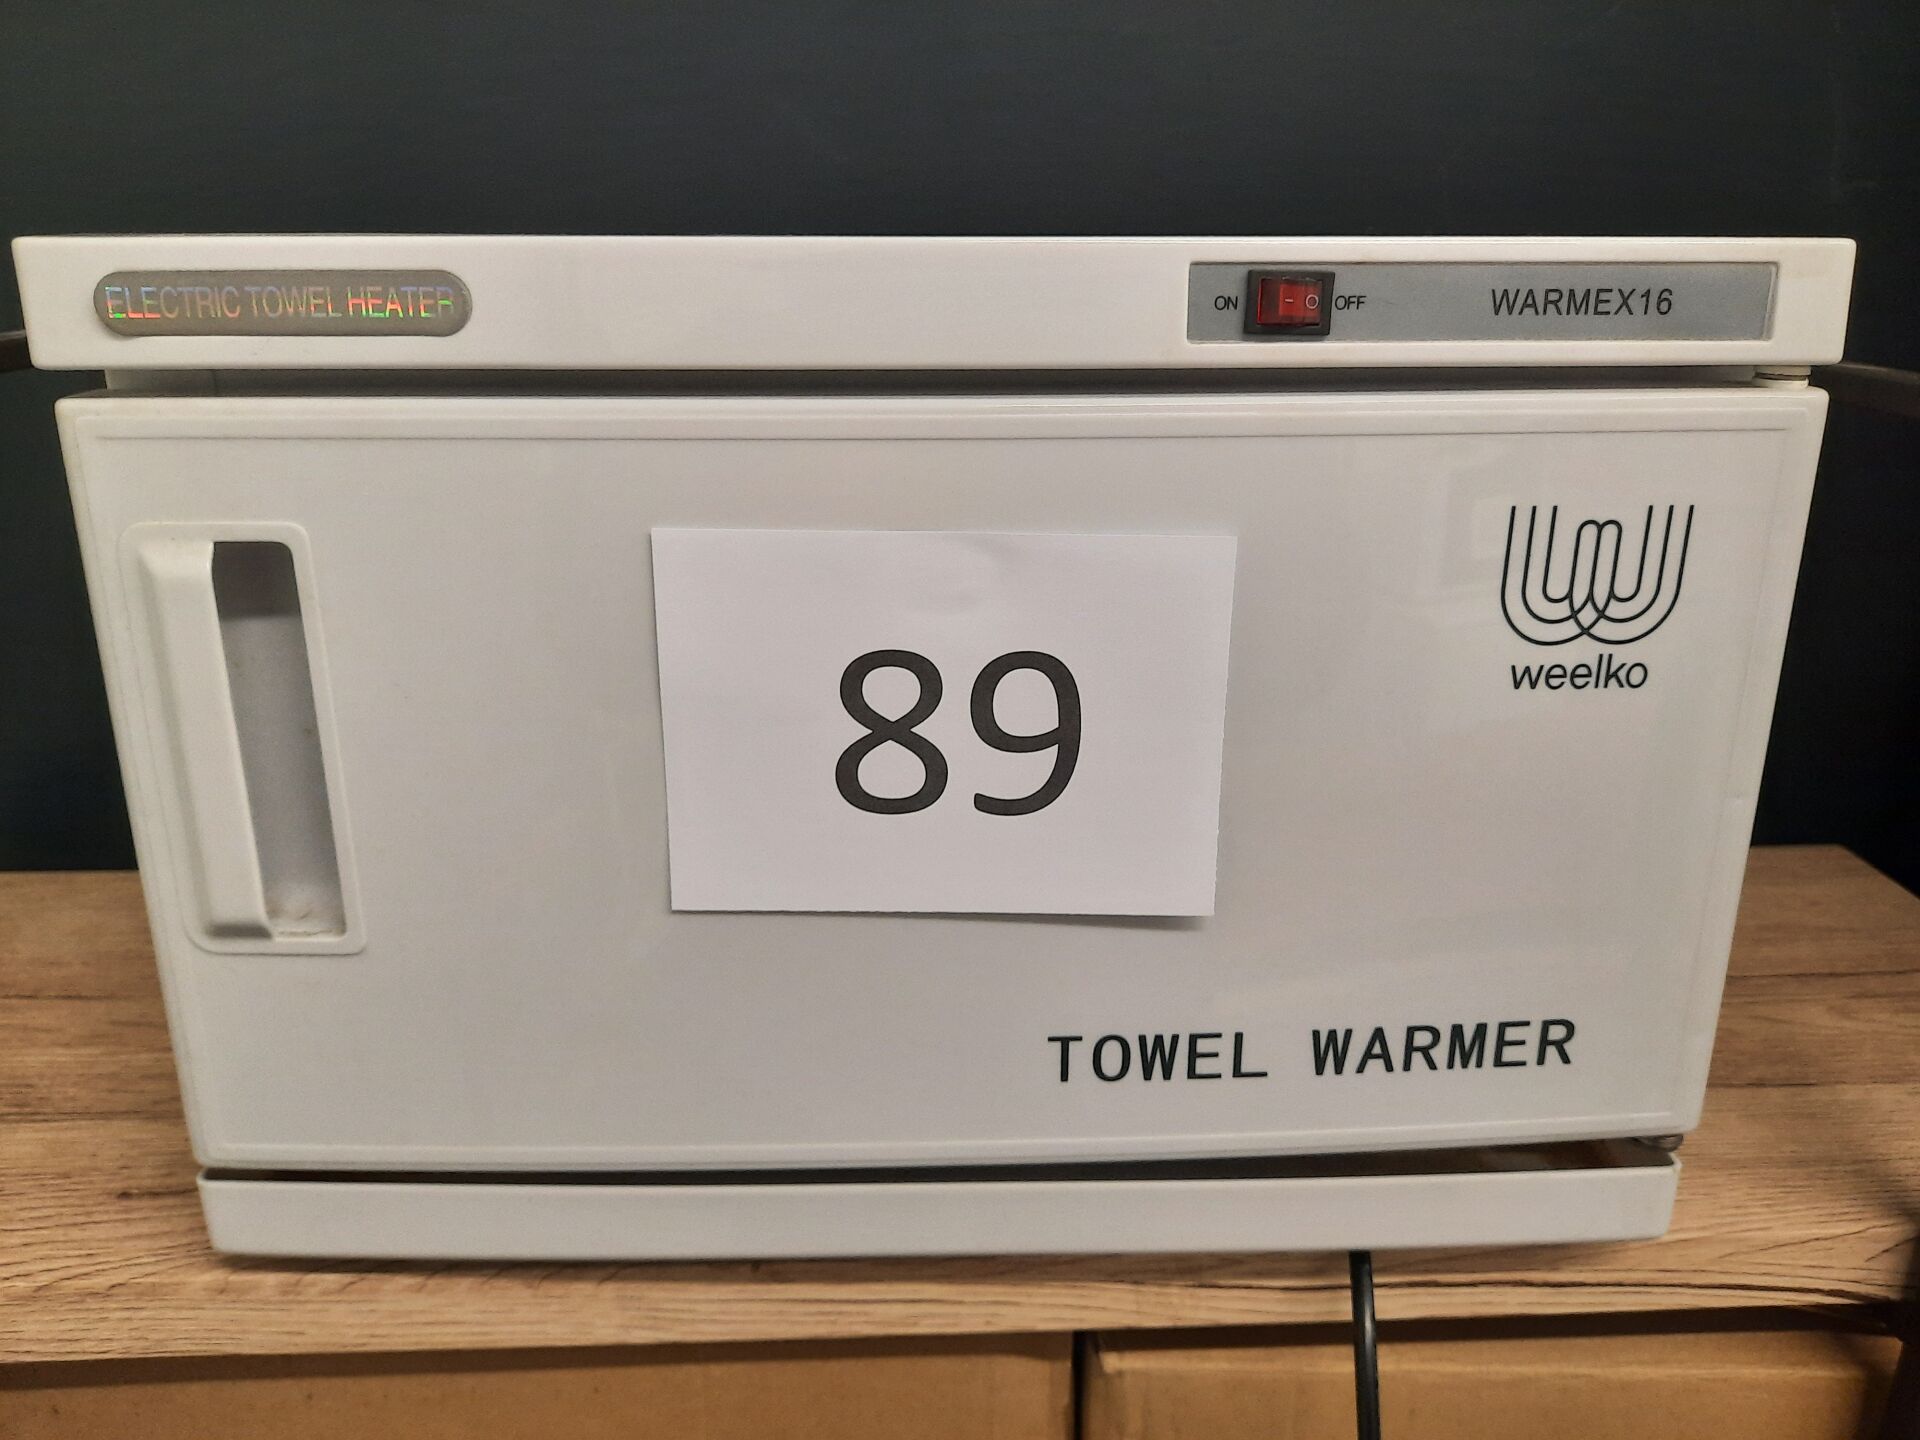 ELECTRIC TOWEL HEATER
ON - O OFF
WARMEX16
weelko
89
TOWEL WARMER